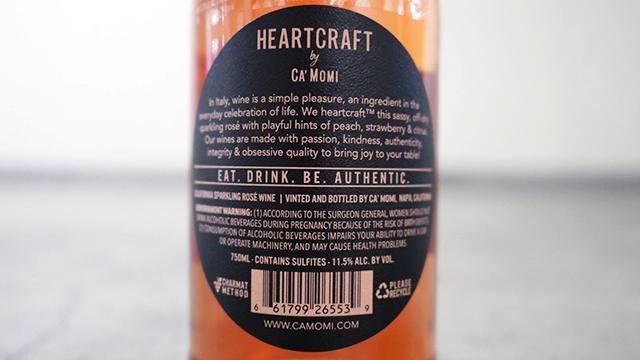 HEARTCRAFT
by
CA' MOMI
In Italy, wine is a simple pleasure, an ingredient in the
everyday celebration of life. We heartcraft™ this sassy, off-dry
sparkling rosé with playful hints of peach, strawberry & citrus.
Our wines are made with passion, kindness, authenticity,
integrity & obsessive quality to bring joy to your table!
EAT. DRINK. BE. AUTHENTIC.
CALIFORNIA SPARKLING ROSÉ WINE | VINTED AND BOTTLED BY CA' MOMI, NAPA, CALIFORNIA
GOVERNMENT WARNING: (1) ACCORDING TO THE SURGEON GENERAL, WOMEN SHOULD NOT
DRINK ALCOHOLIC BEVERAGES DURING PREGNANCY BECAUSE OF THE RISK OF BIRTH DEFECTS.
(2) CONSUMPTION OF ALCOHOLIC BEVERAGES IMPAIRS YOUR ABILITY TO DRIVE A CAR
OR OPERATE MACHINERY, AND MAY CAUSE HEALTH PROBLEMS.
750ML · CONTAINS SULFITES · 11.5% ALC. BY VOL.
CHARMAT
METHOD
PLEASE
RECYCLE
6 61799 26553 9
WWW.CAMOMI.COM